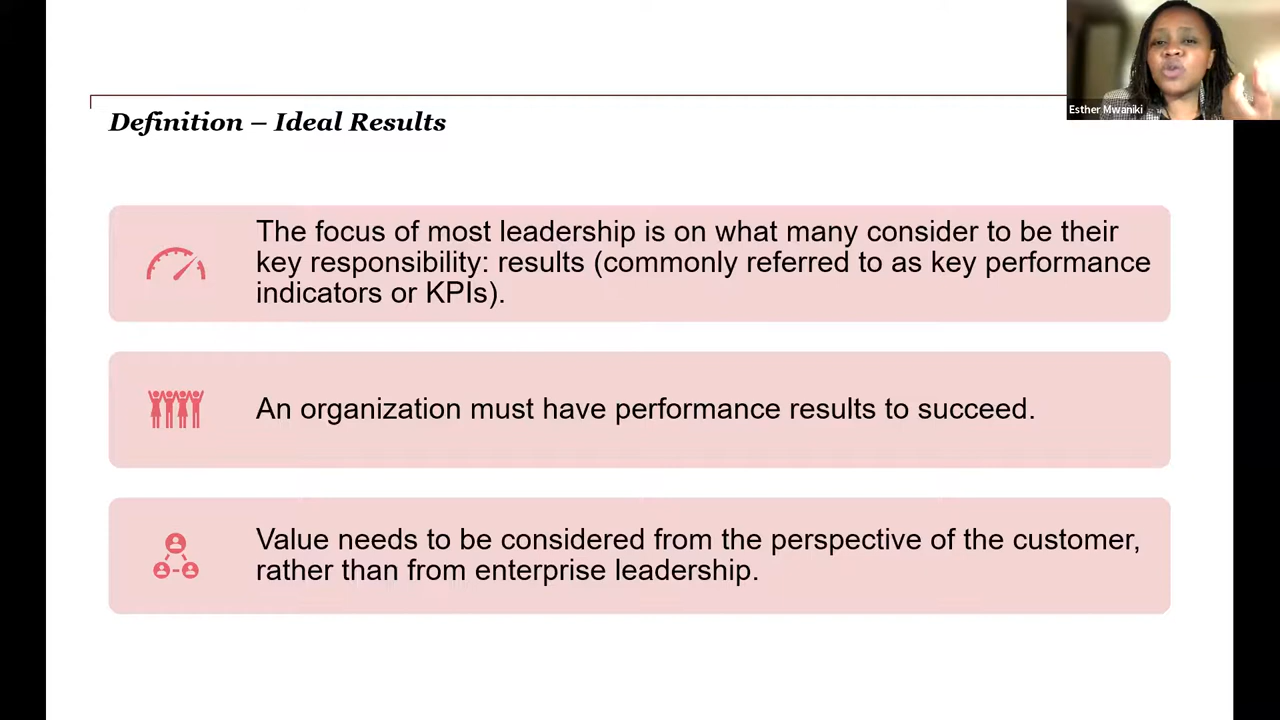 Esther Mwaniki
Definition – Ideal Results
The focus of most leadership is on what many consider to be their
key responsibility: results (commonly referred to as key performance
indicators or KPIs).
An organization must have performance results to succeed.
Value needs to be considered from the perspective of the customer,
rather than from enterprise leadership.